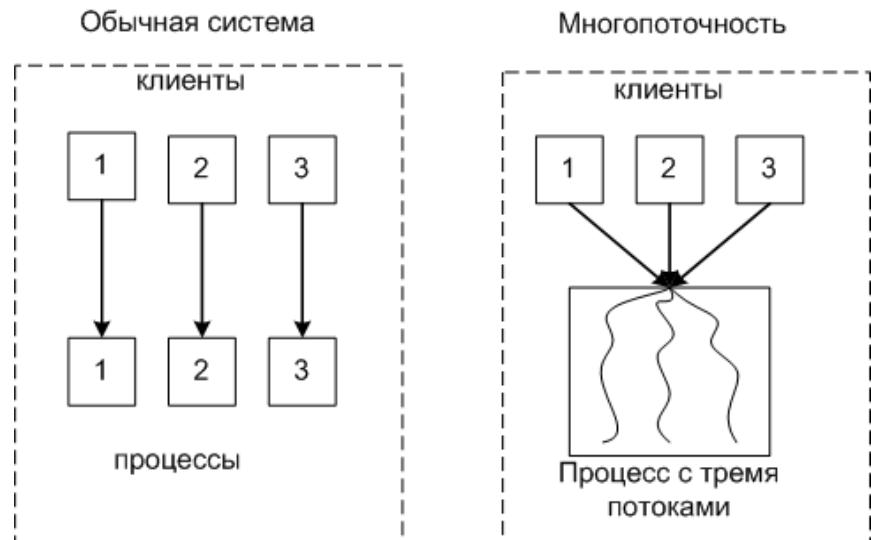 Обычная система
клиенты
1 2 3
1 2 3
процессы
Многопоточность
клиенты
1 2 3
Процесс с тремя
потоками